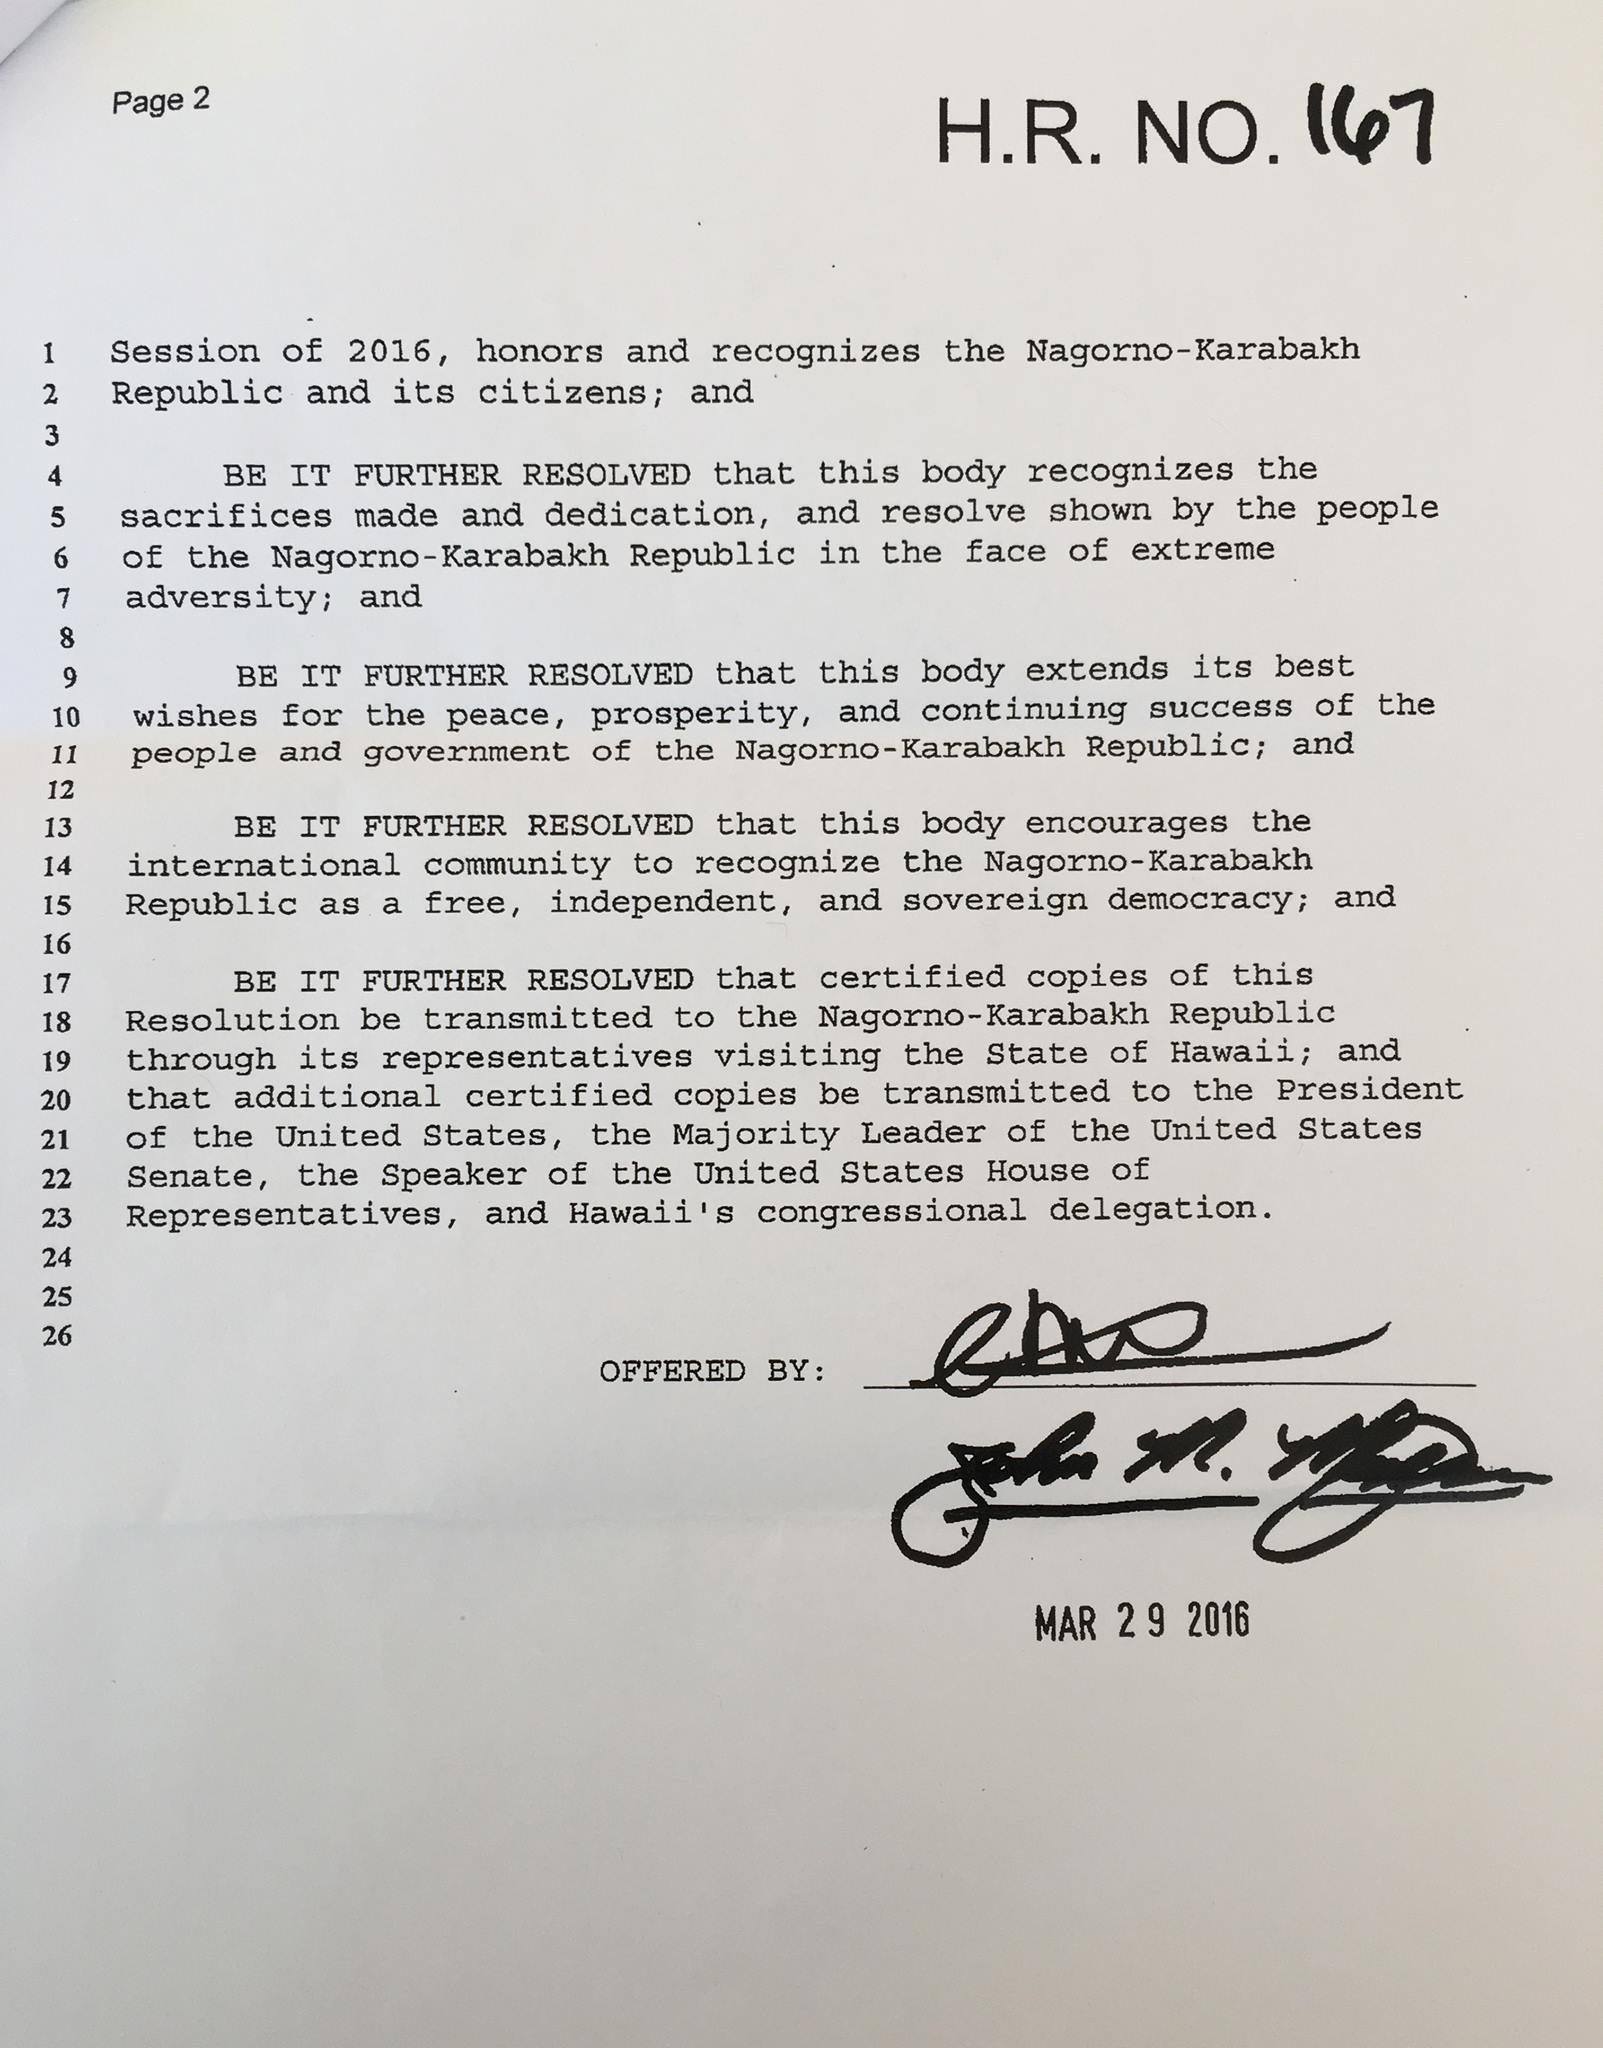 Page 2
H.R. NO. 167
1 Session of 2016, honors and recognizes the Nagorno-Karabakh
2 Republic and its citizens; and
3
4 BE IT FURTHER RESOLVED that this body recognizes the
5 sacrifices made and dedication, and resolve shown by the people
6 of the Nagorno-Karabakh Republic in the face of extreme
7 adversity; and
8
9 BE IT FURTHER RESOLVED that this body extends its best
10 wishes for the peace, prosperity, and continuing success of the
11 people and government of the Nagorno-Karabakh Republic; and
12
13 BE IT FURTHER RESOLVED that this body encourages the
14 international community to recognize the Nagorno-Karabakh
15 Republic as a free, independent, and sovereign democracy; and
16
17 BE IT FURTHER RESOLVED that certified copies of this
18 Resolution be transmitted to the Nagorno-Karabakh Republic
19 through its representatives visiting the State of Hawaii; and
20 that additional certified copies be transmitted to the President
21 of the United States, the Majority Leader of the United States
22 Senate, the Speaker of the United States House of
23 Representatives, and Hawaii's congressional delegation.
24
25
26
OFFERED BY:
John M.
MAR 29 2016